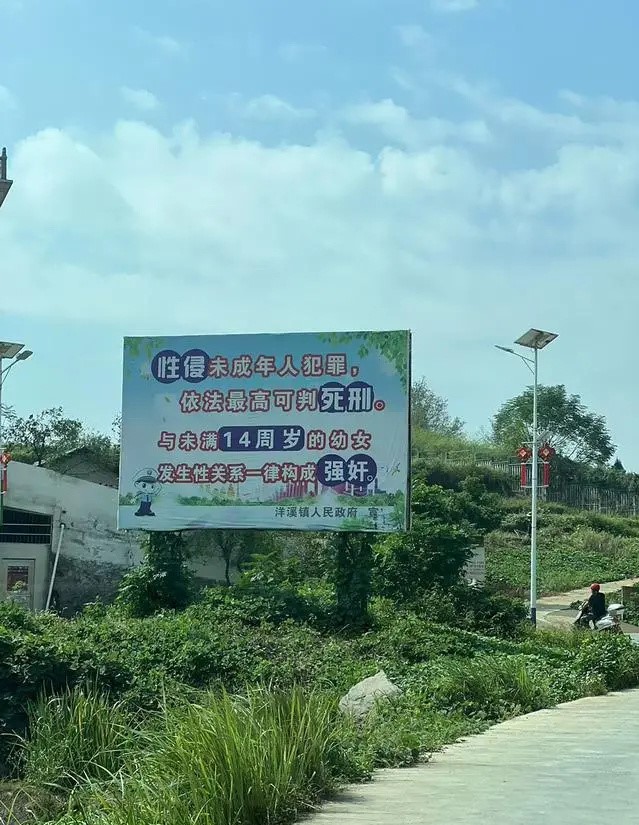 性侵未成年人犯罪，
依法最高可判死刑。
与未满14周岁的幼女
发生性关系一律构成强奸。
洋溪镇人民政府 宣